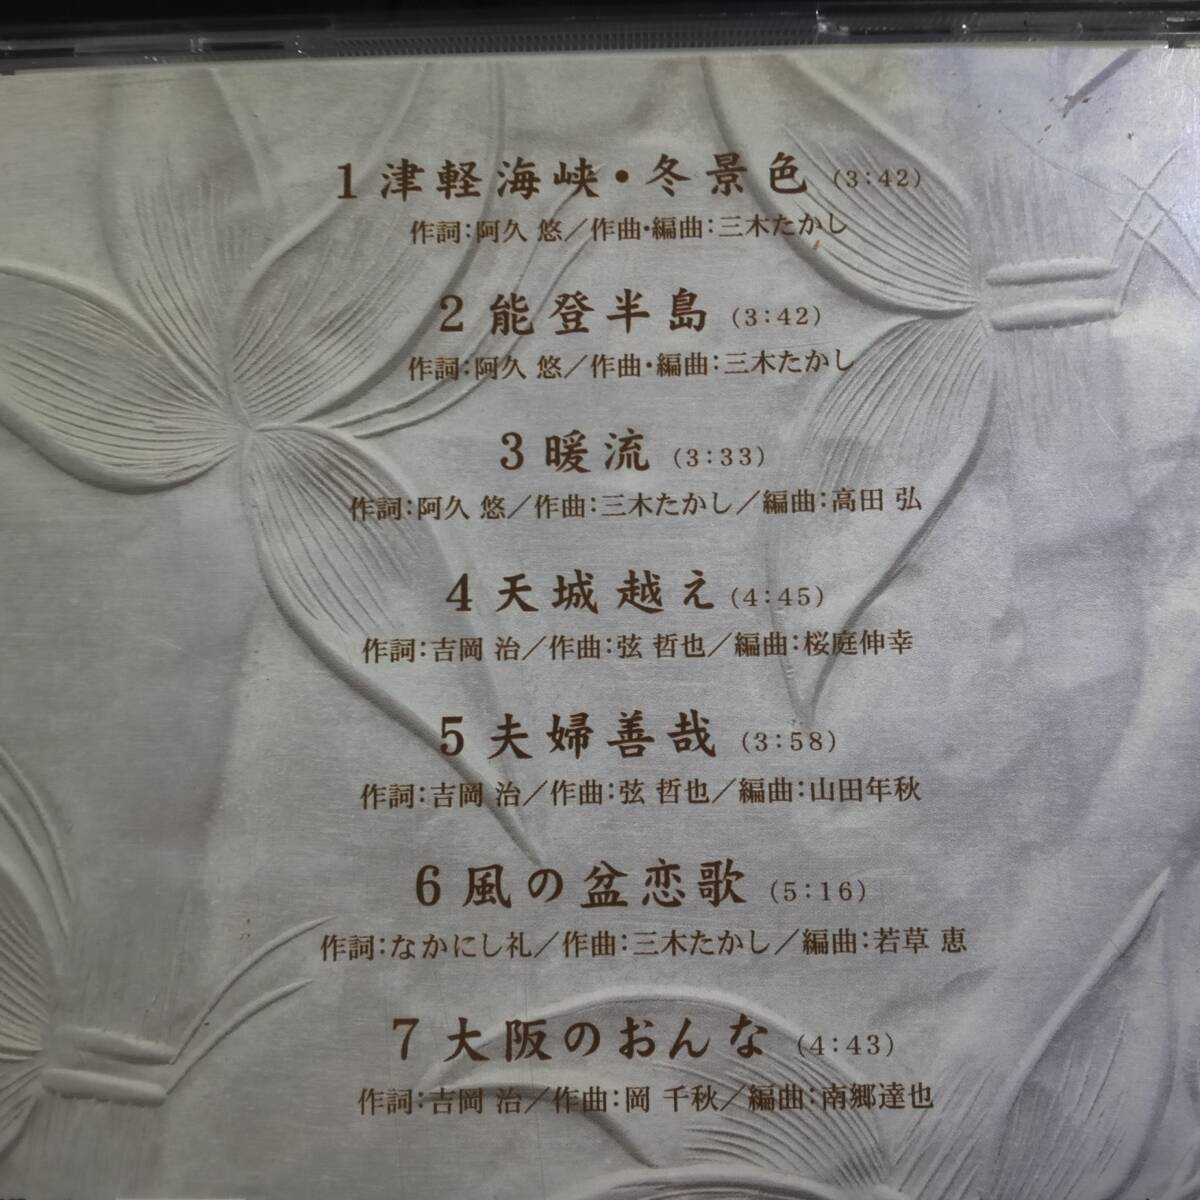 1 津軽海峡・冬景色 (3:42)
作詞:阿久 悠／作曲・編曲:三木たかし
2 能登半島 (3:42)
作詞:阿久 悠／作曲・編曲:三木たかし
3 暖流 (3:33)
作詞:阿久 悠／作曲:三木たかし／編曲:高田 弘
4 天城越え (4:45)
作詞:吉岡 治／作曲:弦 哲也／編曲:桜庭伸幸
5 夫婦善哉 (3:58)
作詞:吉岡 治／作曲:弦 哲也／編曲:山田年秋
6 風の盆恋歌 (5:16)
作詞:なかにし礼／作曲:三木たかし／編曲:若草 恵
7 大阪のおんな (4:43)
作詞:吉岡 治／作曲:岡 千秋／編曲:南郷達也